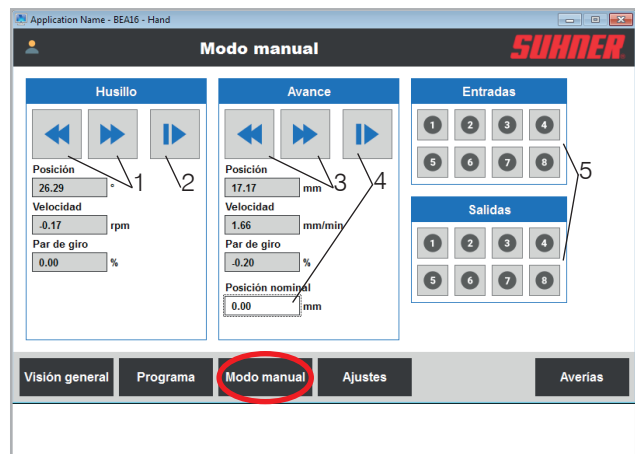 Application Name - BEA16 - Hand
Modo manual
SUHNER
Husillo
Avance
Entradas
1 2 3 4
5 6 7 8
1
2
3
4
5
Posición
26.29 °
Velocidad
-0.17 rpm
Par de giro
0.00 %
Posición
17.17 mm
Velocidad
1.66 mm/min
Par de giro
-0.20 %
Posición nominal
0.00 mm
Salidas
1 2 3 4
5 6 7 8
Visión general
Programa
Modo manual
Ajustes
Averías